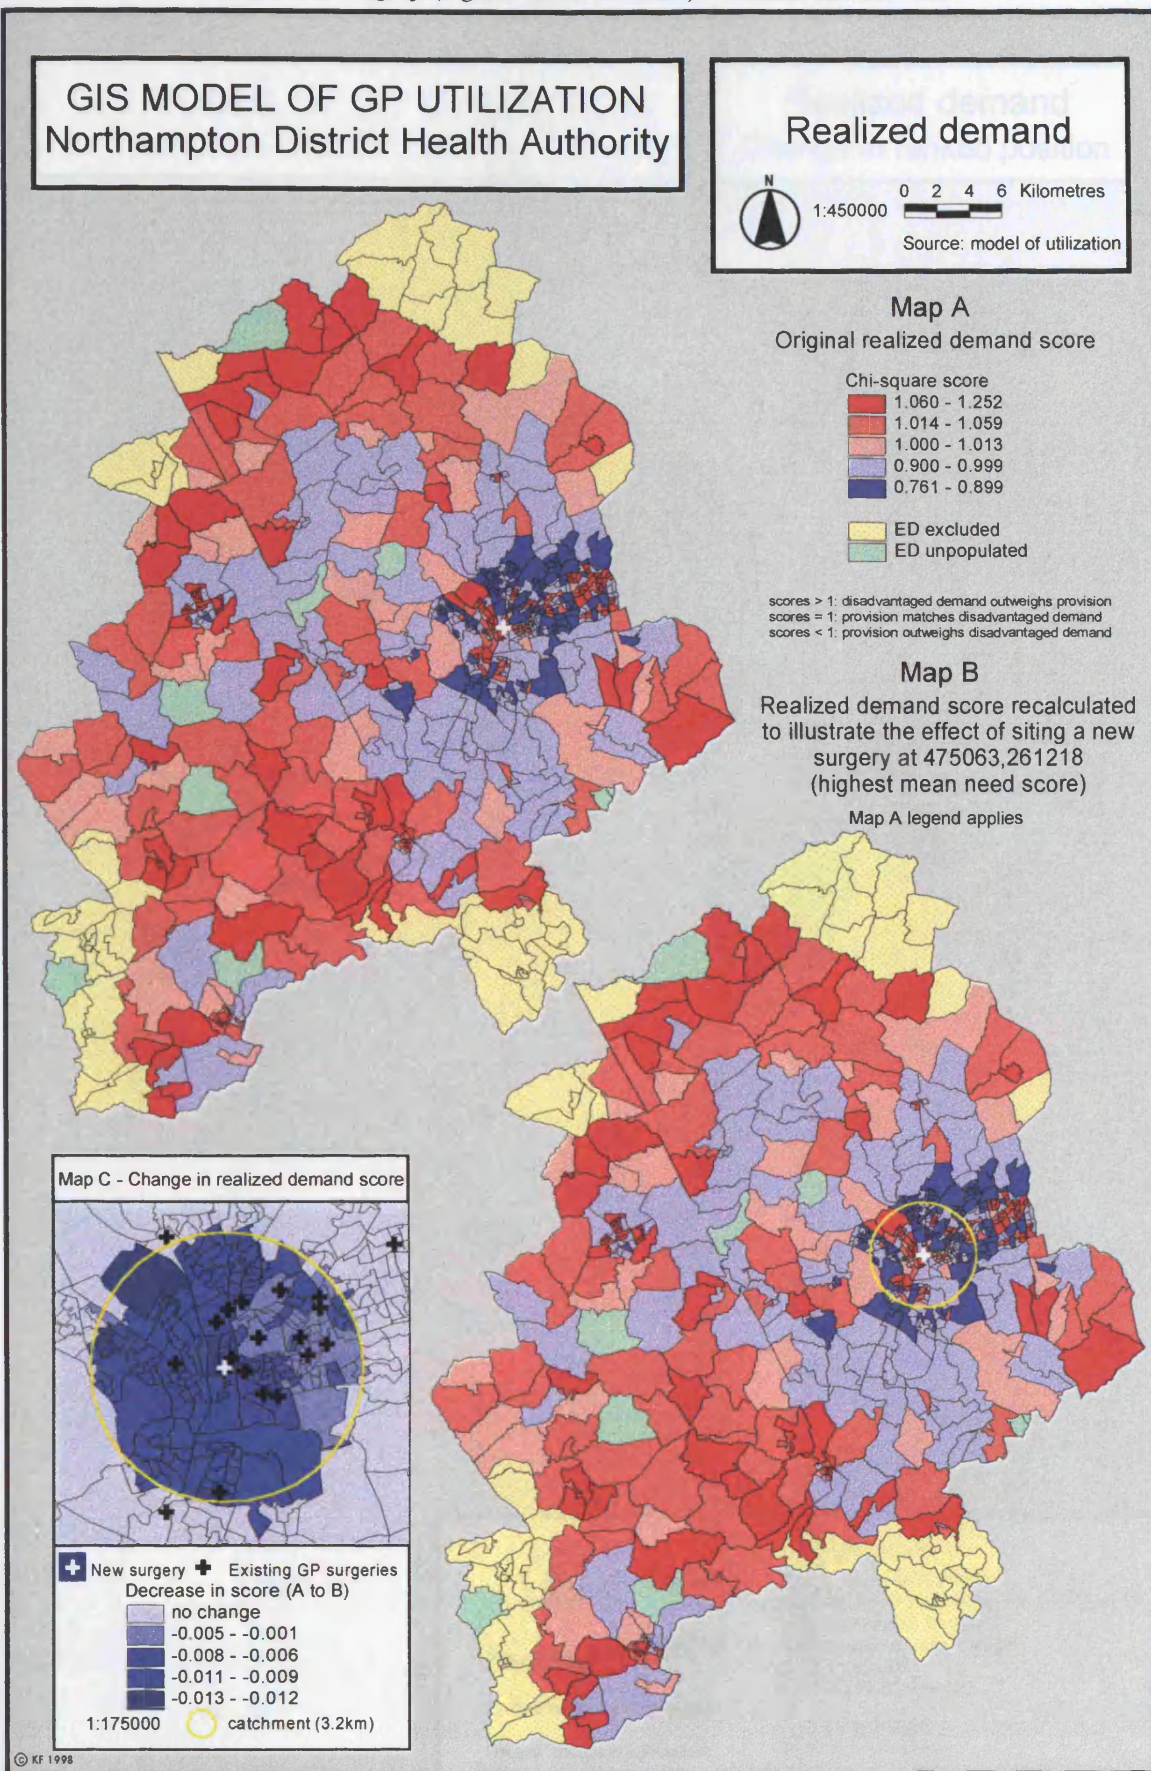 GIS MODEL OF GP UTILIZATION
Northampton District Health Authority
Realized demand
N
1:450000
0 2 4 6 Kilometres
Source: model of utilization
Map A
Original realized demand score
Chi-square score
1.060 - 1.252
1.014 - 1.059
1.000 - 1.013
0.900 - 0.999
0.761 - 0.899
ED excluded
ED unpopulated
scores > 1: disadvantaged demand outweighs provision
scores = 1: provision matches disadvantaged demand
scores < 1: provision outweighs disadvantaged demand
Map B
Realized demand score recalculated
to illustrate the effect of siting a new
surgery at 475063,261218
(highest mean need score)
Map A legend applies
Map C - Change in realized demand score
New surgery Existing GP surgeries
Decrease in score (A to B)
no change
-0.005 - -0.001
-0.008 - -0.006
-0.011 - -0.009
-0.013 - -0.012
1:175000 catchment (3.2km)
© KF 1998